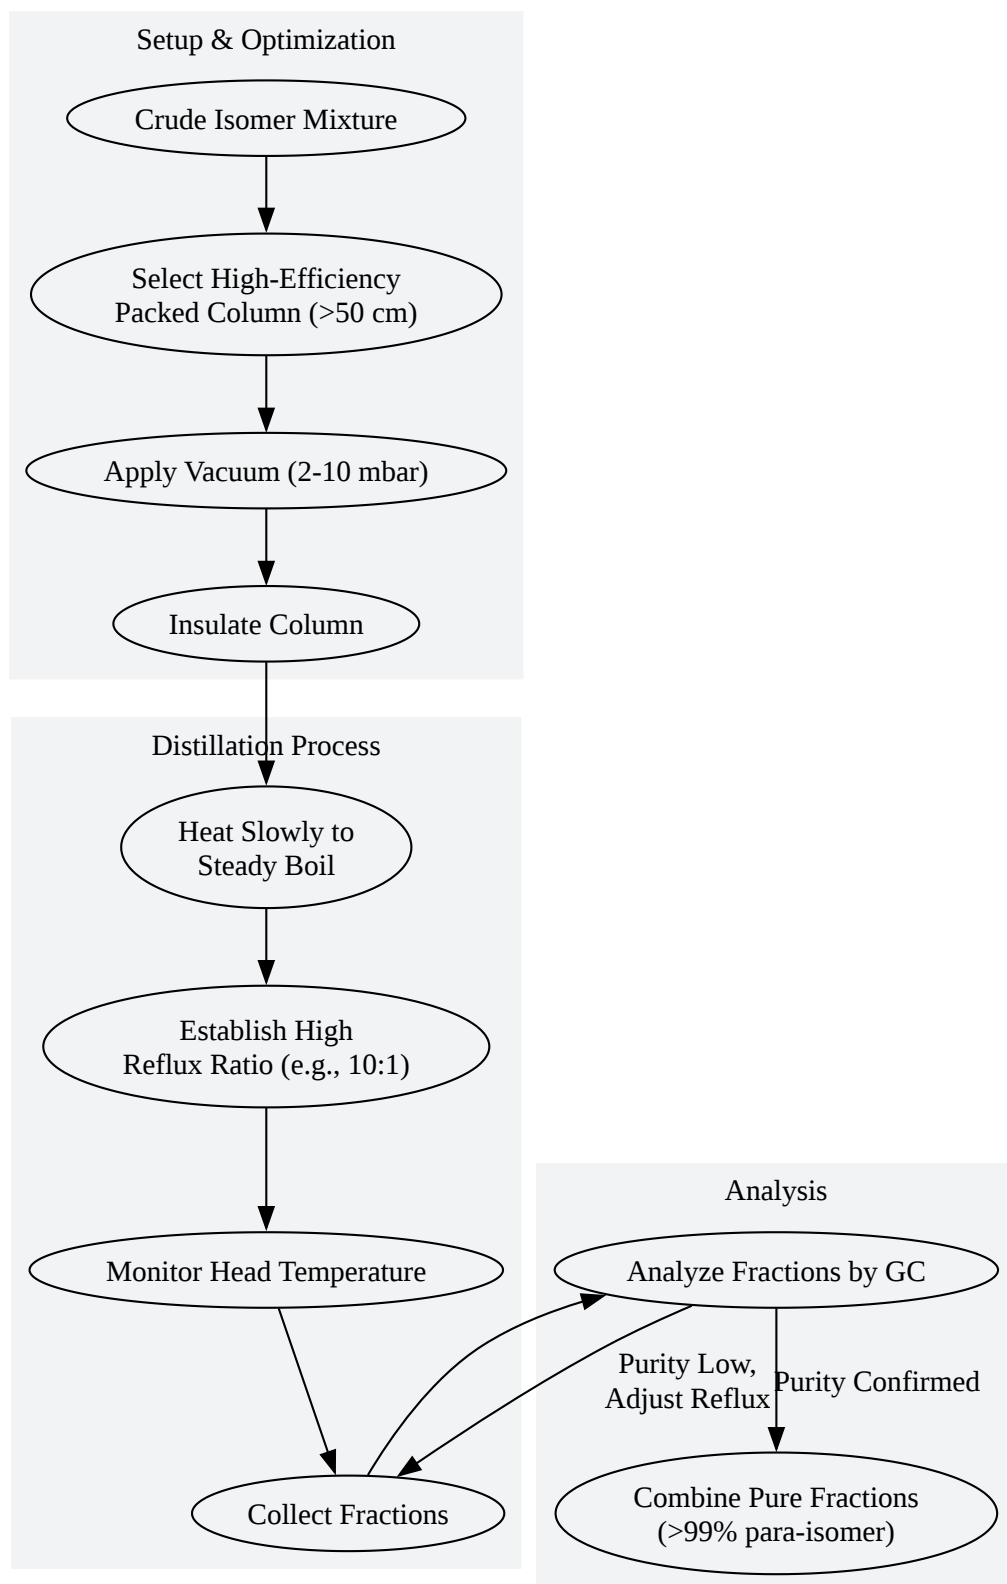 Setup & Optimization
Crude Isomer Mixture
Select High-Efficiency
Packed Column (>50 cm)
Apply Vacuum (2-10 mbar)
Insulate Column
Distillation Process
Heat Slowly to
Steady Boil
Establish High
Reflux Ratio (e.g., 10:1)
Monitor Head Temperature
Collect Fractions
Analysis
Analyze Fractions by GC
Purity Low,
Adjust Reflux
Purity Confirmed
Combine Pure Fractions
(>99% para-isomer)